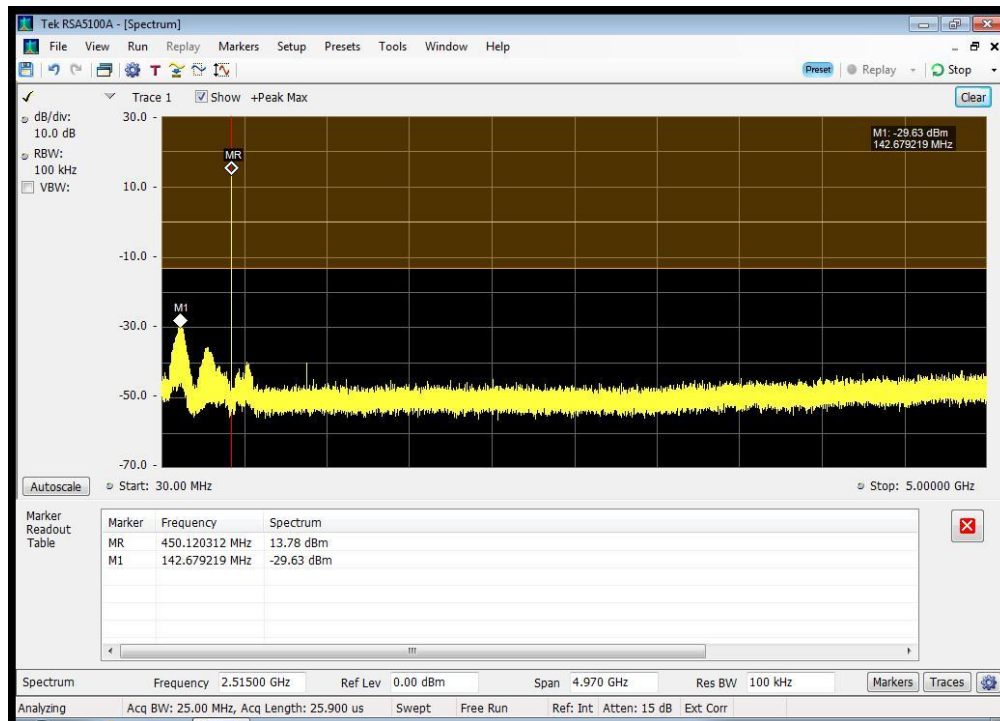 Tek RSA5100A - [Spectrum]
File View Run Replay Markers Setup Presets Tools Window Help
T Preset Replay Stop
Trace 1 Show +Peak Max Clear
dB/div:
10.0 dB
RBW:
100 kHz
VBW:
30.0
10.0
-10.0
-30.0
-50.0
-70.0
M1: -29.63 dBm
142.679219 MHz
MR
M1
Autoscale Start: 30.00 MHz Stop: 5.00000 GHz
Marker
Readout
Table
Marker Frequency Spectrum
MR 450.120312 MHz 13.78 dBm
M1 142.679219 MHz -29.63 dBm
Spectrum Frequency 2.51500 GHz Ref Lev 0.00 dBm Span 4.970 GHz Res BW 100 kHz Markers Traces
Analyzing Acq BW: 25.00 MHz, Acq Length: 25.900 us Swept Free Run Ref: Int Atten: 15 dB Ext Corr